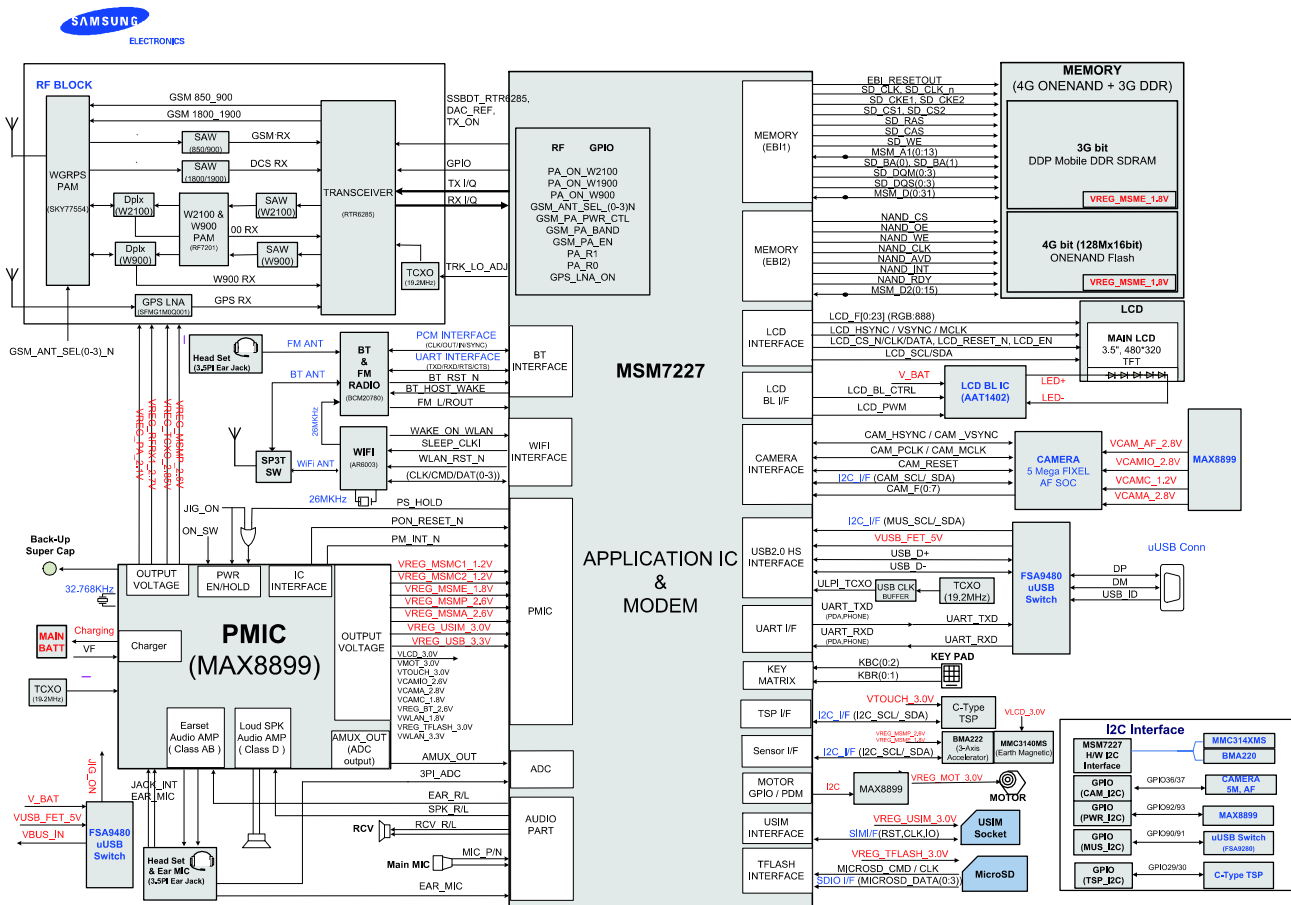 SAMSUNG
ELECTRONICS
RF BLOCK
GSM 850_900
GSM 1800_1900
SAW
(850/900)
GSM RX
SAW
(1800/1900)
DCS RX
WGRPS
PAM
(SKY77554)
Dplx
(W2100)
W2100 &
W900
PAM
(RF7201)
SAW
(W2100)
00 RX
Dplx
(W900)
SAW
(W900)
W900 RX
GPS LNA
(SFMG1M0Q001)
GPS RX
TRANSCEIVER
(RTR6285)
TCXO
(19.2MHz)
SSBDT_RTR6285,
DAC_REF,
TX_ON
GPIO
TX I/Q
RX I/Q
TRK_LO_ADJ
GSM_ANT_SEL(0-3)_N
RF GPIO
PA_ON_W2100
PA_ON_W1900
PA_ON_W900
GSM_ANT_SEL_(0-3)N
GSM_PA_PWR_CTL
GSM_PA_BAND
GSM_PA_EN
PA_R1
PA_R0
GPS_LNA_ON
MSM7227
APPLICATION IC
&
MODEM
MEMORY
(EBI1)
EBI_RESETOUT
SD_CLK, SD_CLK_n
SD_CKE1, SD_CKE2
SD_CS1, SD_CS2
SD_RAS
SD_CAS
SD_WE
MSM_A1(0:13)
SD_BA(0), SD_BA(1)
SD_DQM(0:3)
SD_DQS(0:3)
MSM_D(0:31)
MEMORY
(4G ONENAND + 3G DDR)
3G bit
DDP Mobile DDR SDRAM
VREG_MSME_1.8V
MEMORY
(EBI2)
NAND_CS
NAND_OE
NAND_WE
NAND_CLK
NAND_AVD
NAND_INT
NAND_RDY
MSM_D2(0:15)
4G bit (128Mx16bit)
ONENAND Flash
VREG_MSME_1.8V
LCD
INTERFACE
LCD_F[0:23] (RGB:888)
LCD_HSYNC / VSYNC / MCLK
LCD_CS_N/CLK/DATA, LCD_RESET_N, LCD_EN
LCD_SCL/SDA
LCD
MAIN LCD
3.5", 480*320
TFT
LCD
BL I/F
V_BAT
LCD_BL_CTRL
LCD_PWM
LCD BL IC
(AAT1402)
LED+
LED-
CAMERA
INTERFACE
CAM_HSYNC / CAM _VSYNC
CAM_PCLK / CAM_MCLK
CAM_RESET
I2C_I/F (CAM_SCL/_SDA)
CAM_F(0:7)
CAMERA
5 Mega FIXEL
AF SOC
VCAM_AF_2.8V
VCAMIO_2.8V
VCAMC_1.2V
VCAMA_2.8V
MAX8899
USB2.0 HS
INTERFACE
I2C_I/F (MUS_SCL/_SDA)
VUSB_FET_5V
USB_D+
USB_D-
ULPI_TCXO
USB CLK
BUFFER
TCXO
(19.2MHz)
FSA9480
uUSB
Switch
uUSB Conn
DP
DM
USB_ID
UART I/F
UART_TXD
(PDA,PHONE)
UART_TXD
UART_RXD
(PDA,PHONE)
UART_RXD
KEY
MATRIX
KBC(0:2)
KBR(0:1)
KEY PAD
TSP I/F
VTOUCH_3.0V
I2C_I/F (I2C_SCL/_SDA)
C-Type
TSP
VLCD_3.0V
Sensor I/F
VREG_MSMP_2.6V
VREG_MSME_1.8V
I2C_I/F (I2C_SCL/_SDA)
BMA222
(3-Axis
Accelerator)
MMC3140MS
(Earth Magnetic)
MOTOR
GPIO / PDM
I2C
MAX8899
VREG_MOT_3.0V
MOTOR
USIM
INTERFACE
VREG_USIM_3.0V
SIMI/F(RST,CLK,IO)
USIM
Socket
TFLASH
INTERFACE
VREG_TFLASH_3.0V
MICROSD_CMD / CLK
SDIO I/F (MICROSD_DATA(0:3))
MicroSD
I2C Interface
MSM7227
H/W I2C
Interface
MMC314XMS
BMA220
GPIO
(CAM_I2C)
GPIO36/37
CAMERA
5M, AF
GPIO
(PWR_I2C)
GPIO92/93
MAX8899
GPIO
(MUS_I2C)
GPIO90/91
uUSB Switch
(FSA9280)
GPIO
(TSP_I2C)
GPIO29/30
C-Type TSP
Head Set
(3.5PI Ear Jack)
FM ANT
BT ANT
BT
&
FM
RADIO
(BCM20780)
PCM INTERFACE
(CLK/OUT/IN/SYNC)
UART INTERFACE
(TXD/RXD/RTS/CTS)
BT_RST_N
BT_HOST_WAKE
FM_L/ROUT
BT
INTERFACE
26MKHz
SP3T
SW
WiFi ANT
WIFI
(AR6003)
WAKE_ON_WLAN
SLEEP_CLKI
WLAN_RST_N
(CLK/CMD/DAT(0-3))
26MKHz
WIFI
INTERFACE
VREG_PA_2.1V
VREG_RFRX1_2.7V
VREG_TCXO_2.85V
VREG_MSMP_2.6V
JIG_ON
ON_SW
PS_HOLD
PON_RESET_N
PM_INT_N
Back-Up
Super Cap
32.768KHz
OUTPUT
VOLTAGE
PWR
EN/HOLD
IC
INTERFACE
PMIC
(MAX8899)
Charging
MAIN
BATT
VF
Charger
TCXO
(19.2MHz)
OUTPUT
VOLTAGE
VREG_MSMC1_1.2V
VREG_MSMC2_1.2V
VREG_MSME_1.8V
VREG_MSMP_2.6V
VREG_MSMA_2.6V
VREG_USIM_3.0V
VREG_USB_3.3V
VLCD_3.0V
VMOT_3.0V
VTOUCH_3.0V
VCAMIO_2.6V
VCAMA_2.8V
VCAMC_1.8V
VREG_BT_2.6V
VWLAN_1.8V
VREG_TFLASH_3.0V
VWLAN_3.3V
PMIC
Earset
Audio AMP
( Class AB )
Loud SPK
Audio AMP
( Class D )
AMUX_OUT
(ADC
output)
AMUX_OUT
3PI_ADC
ADC
JIG_ON
JACK_INT
EAR_MIC
V_BAT
VUSB_FET_5V
VBUS_IN
FSA9480
uUSB
Switch
Head Set
& Ear MIC
(3.5PI Ear Jack)
EAR_R/L
SPK_R/L
RCV
RCV R/L
Main MIC
MIC_P/N
EAR_MIC
AUDIO
PART